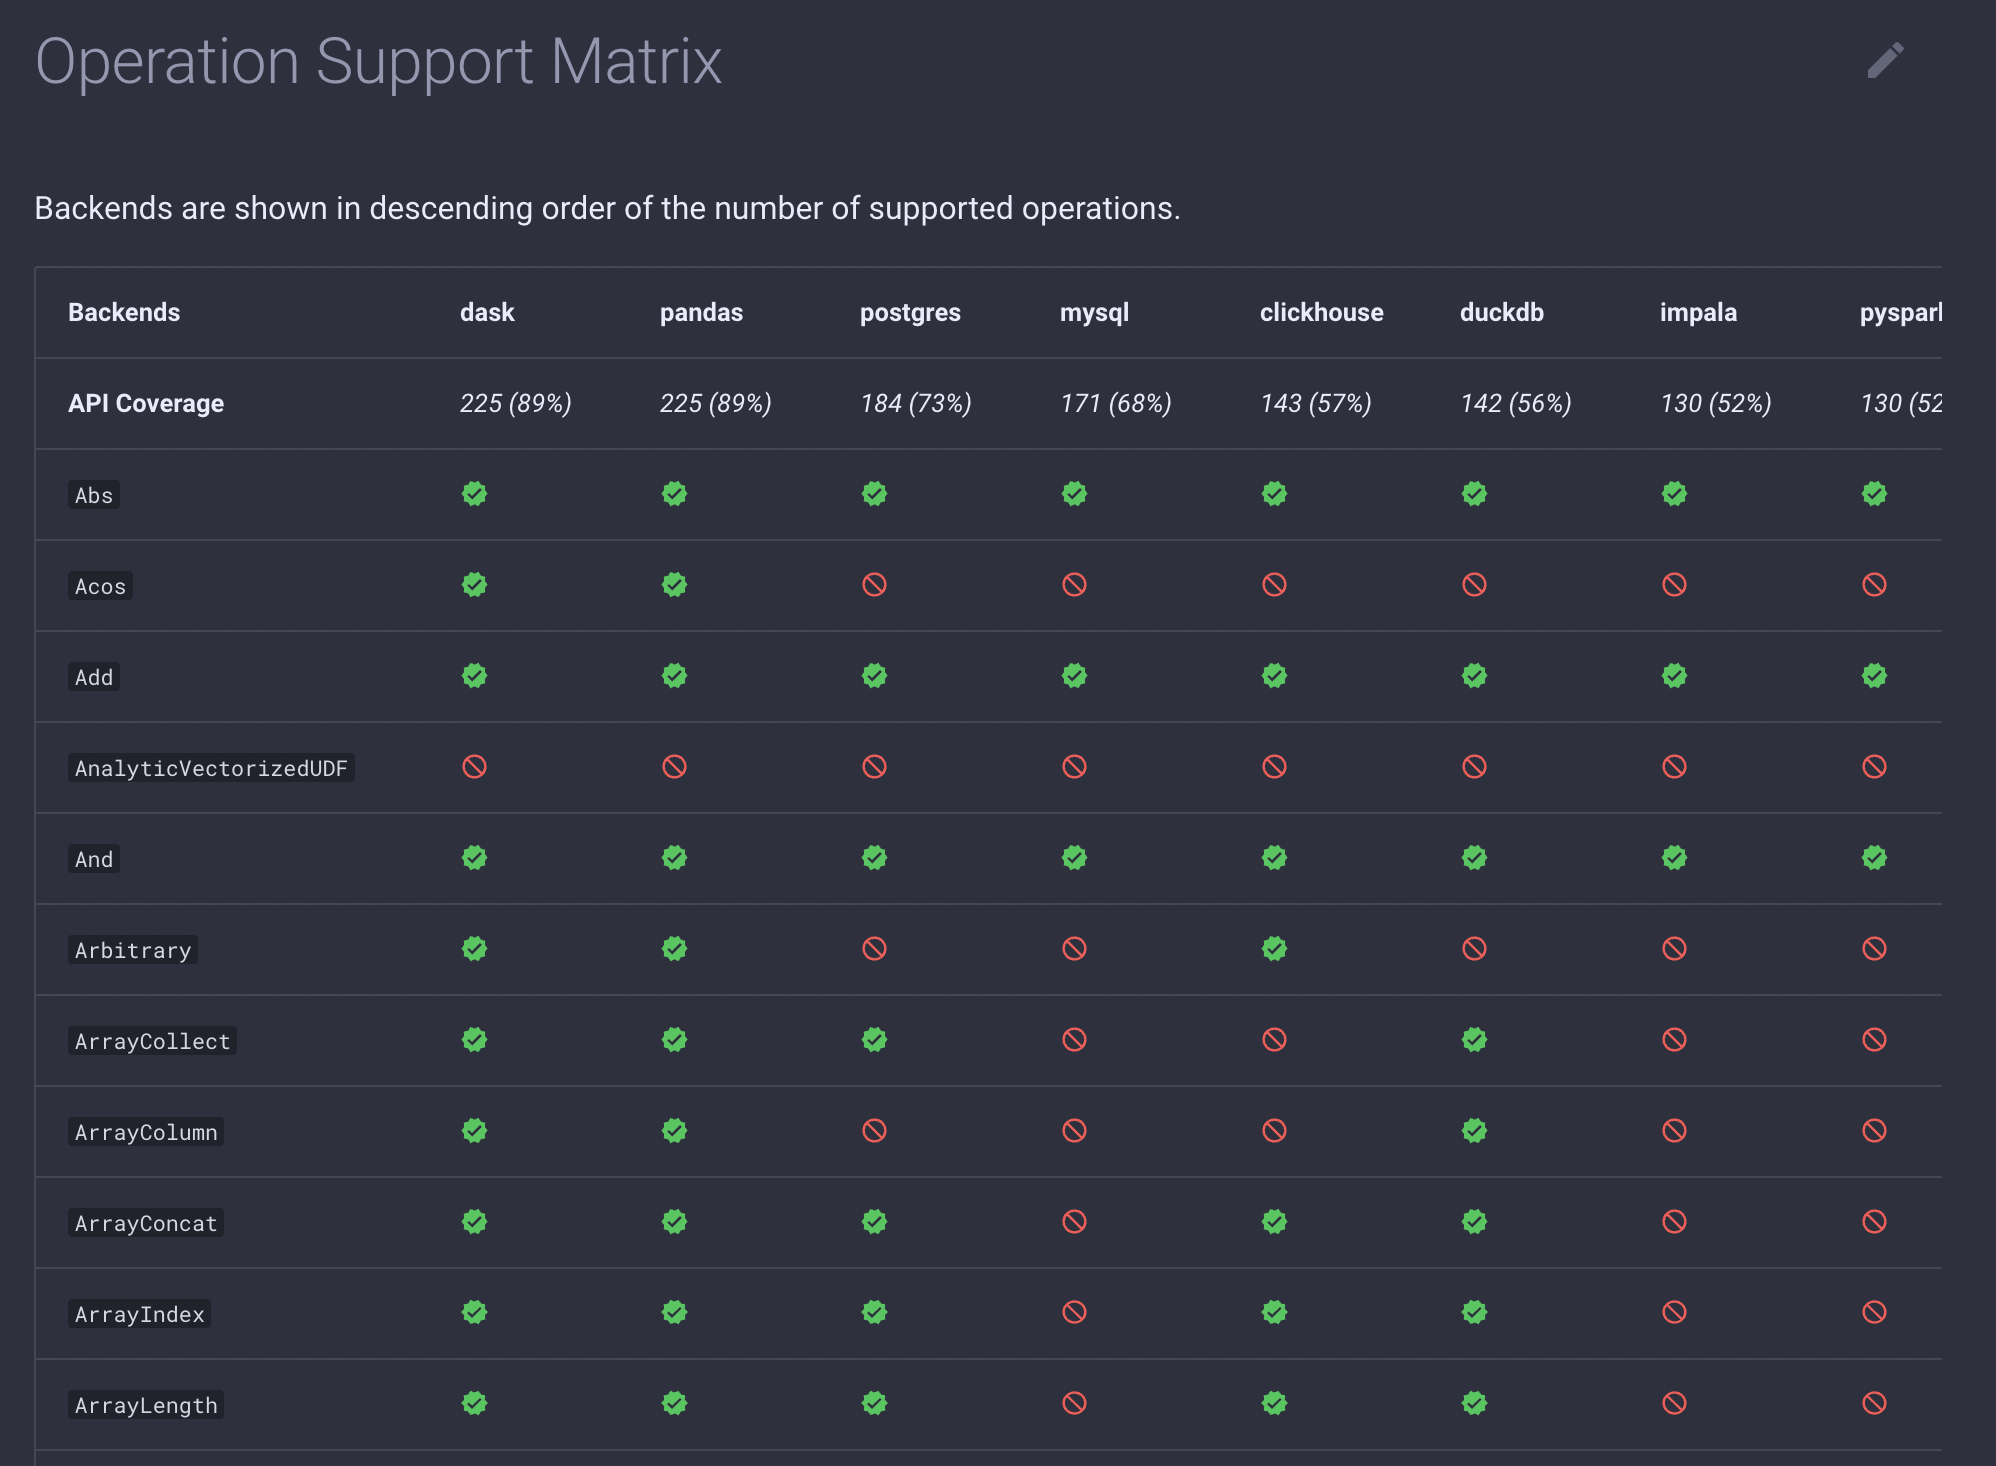 Operation Support Matrix
Backends are shown in descending order of the number of supported operations.
Backends dask pandas postgres mysql clickhouse duckdb impala pyspark
API Coverage 225 (89%) 225 (89%) 184 (73%) 171 (68%) 143 (57%) 142 (56%) 130 (52%) 130 (52
Abs
Acos
Add
AnalyticVectorizedUDF
And
Arbitrary
ArrayCollect
ArrayColumn
ArrayConcat
ArrayIndex
ArrayLength